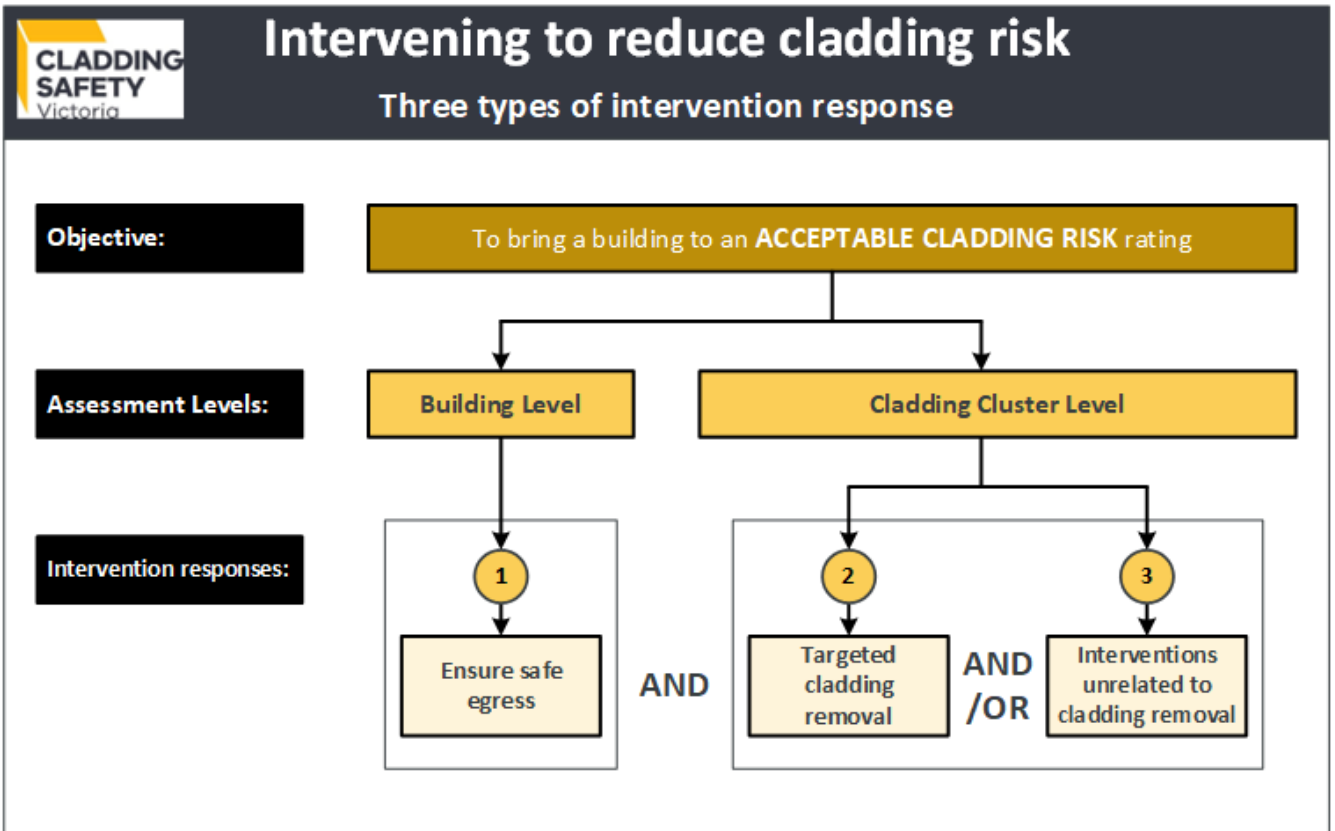 CLADDING
SAFETY
Victoria
Intervening to reduce cladding risk
Three types of intervention response
Objective:
To bring a building to an ACCEPTABLE CLADDING RISK rating
Assessment Levels:
Building Level
Cladding Cluster Level
Intervention responses:
1
2
3
Ensure safe
egress
AND
Targeted
cladding
removal
AND
/OR
Interventions
unrelated to
cladding removal